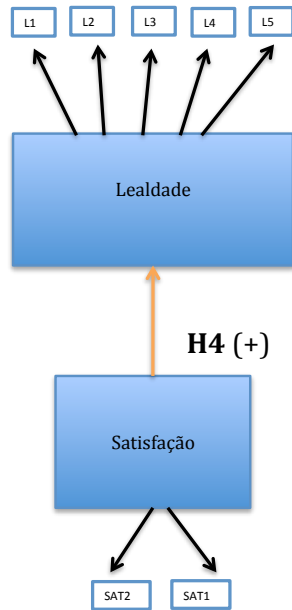 L1 L2 L3 L4 L5
Lealdade
H4 (+)
Satisfação
SAT2 SAT1